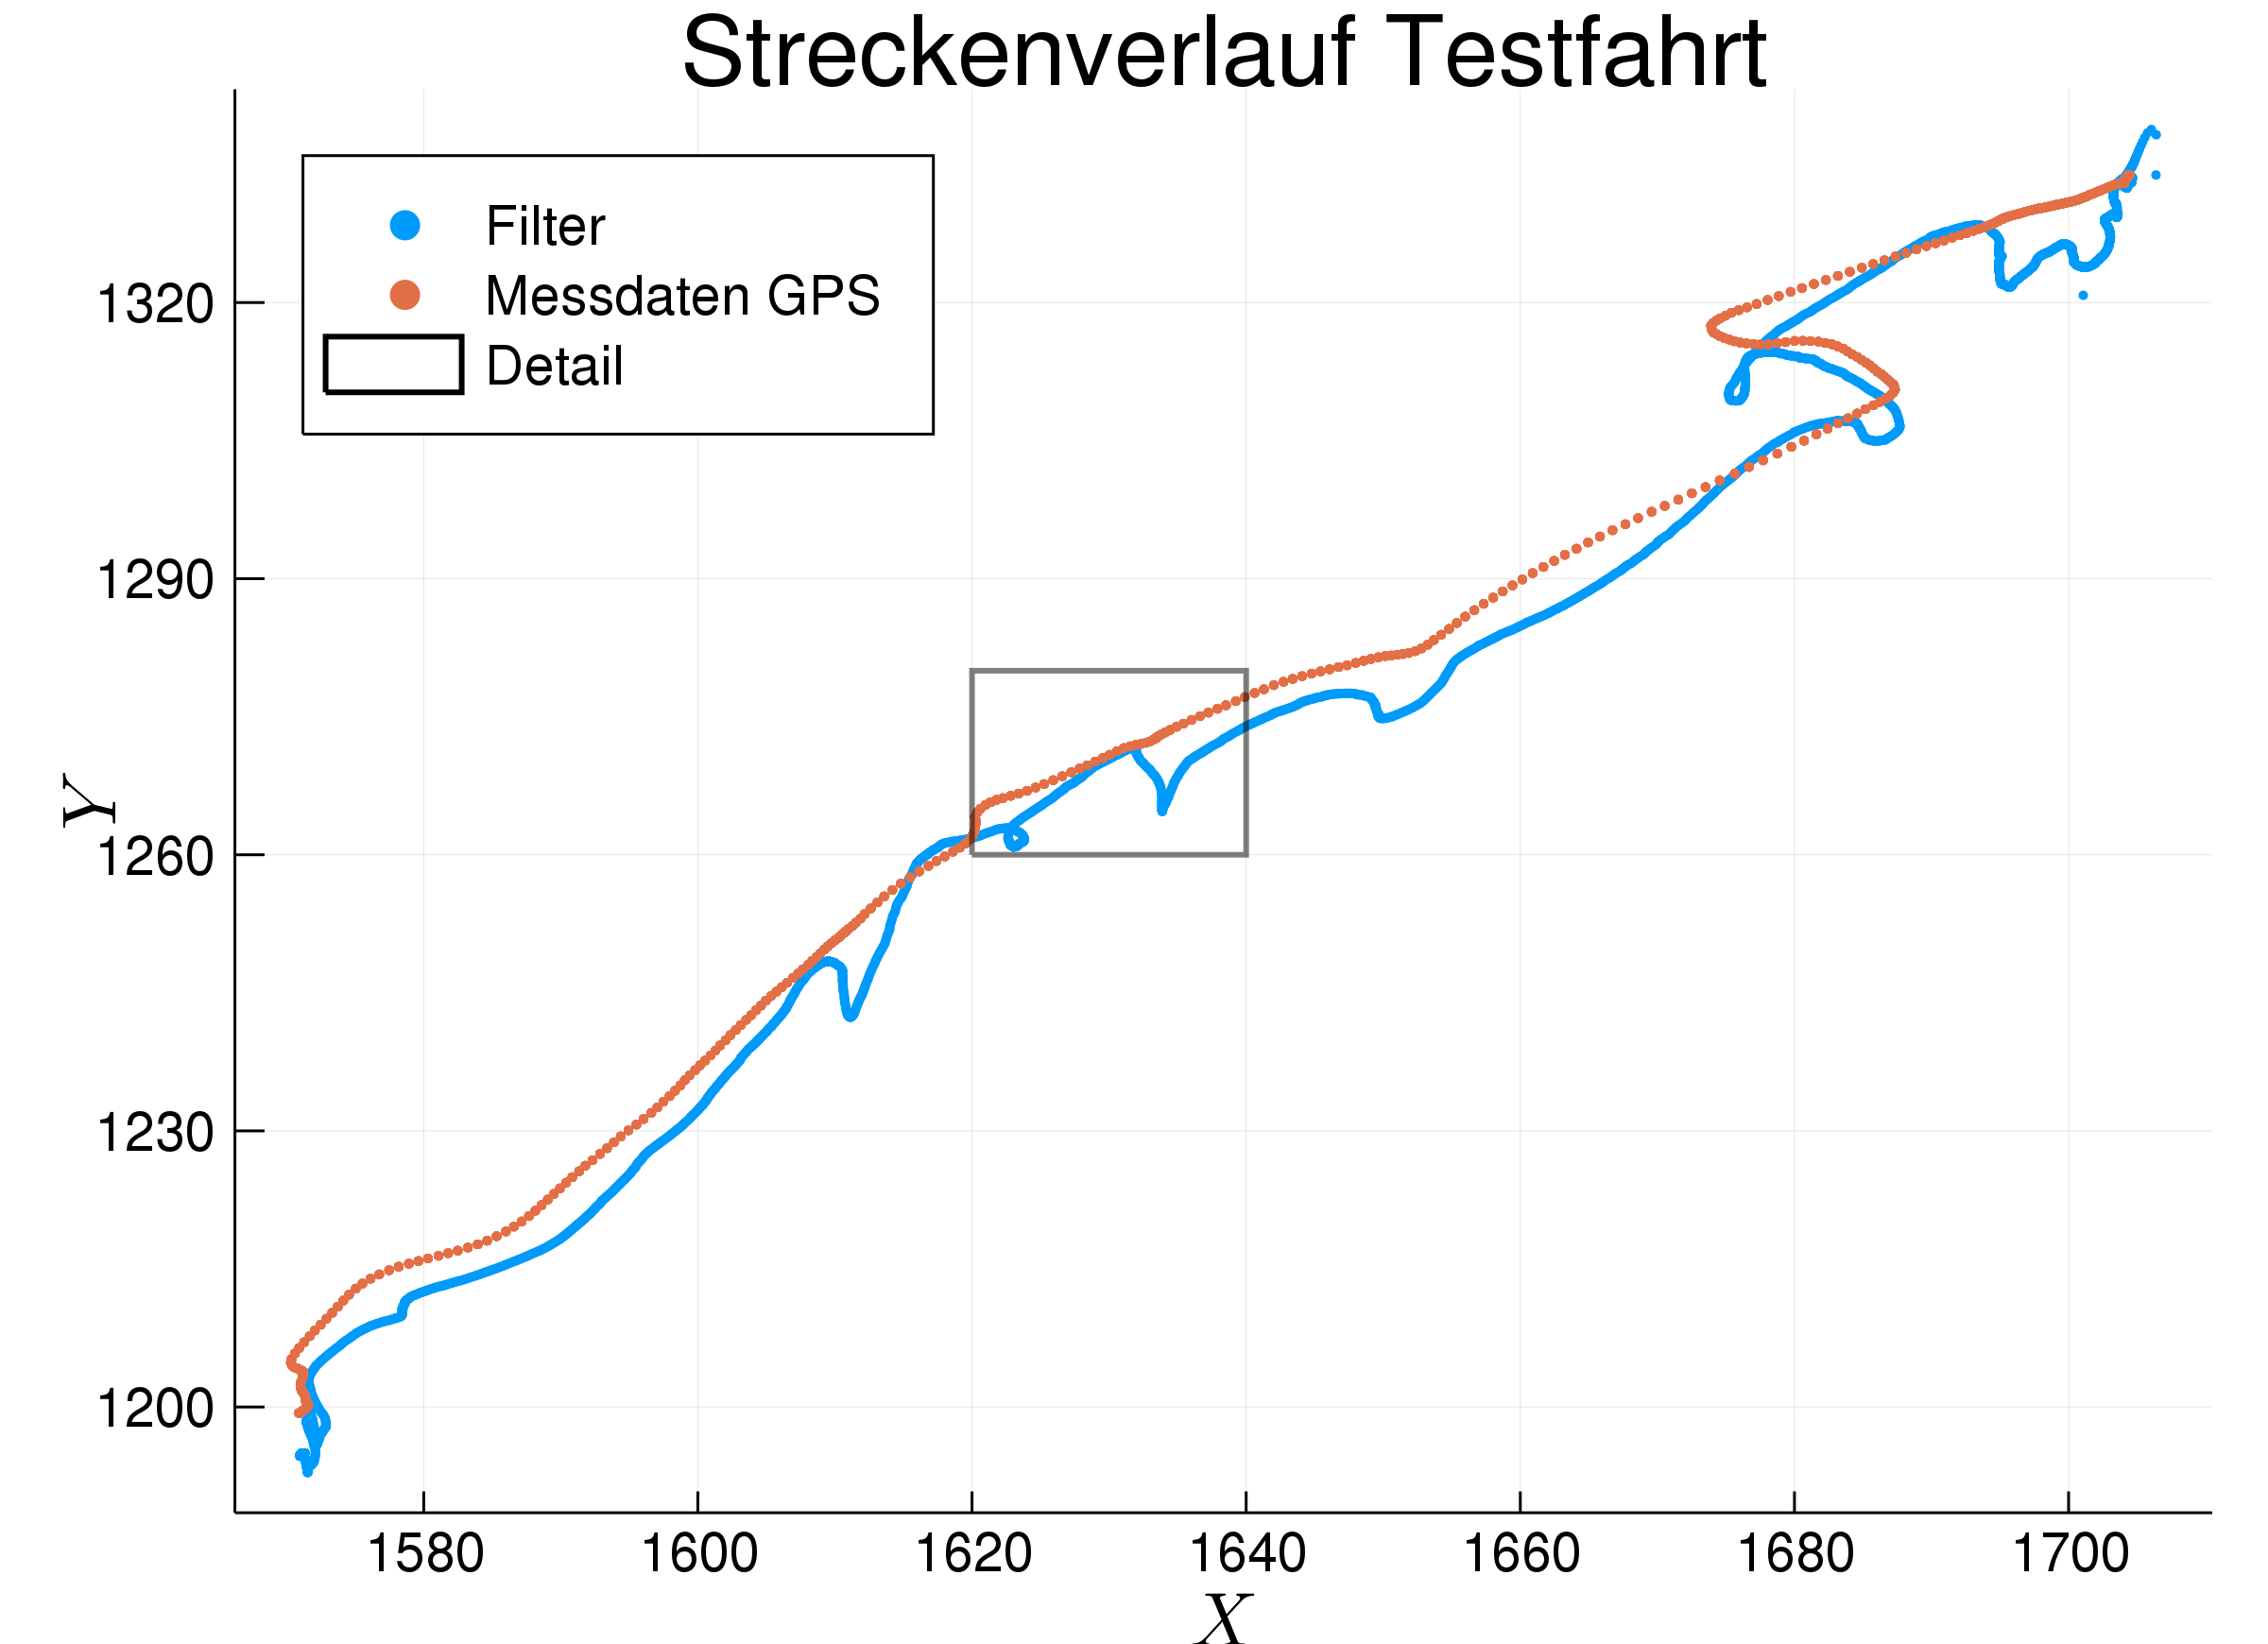 Streckenverlauf Testfahrt
Filter
Messdaten GPS
Detail
1320
1290
1260
1230
1200
Y
1580 1600 1620 1640 1660 1680 1700
X